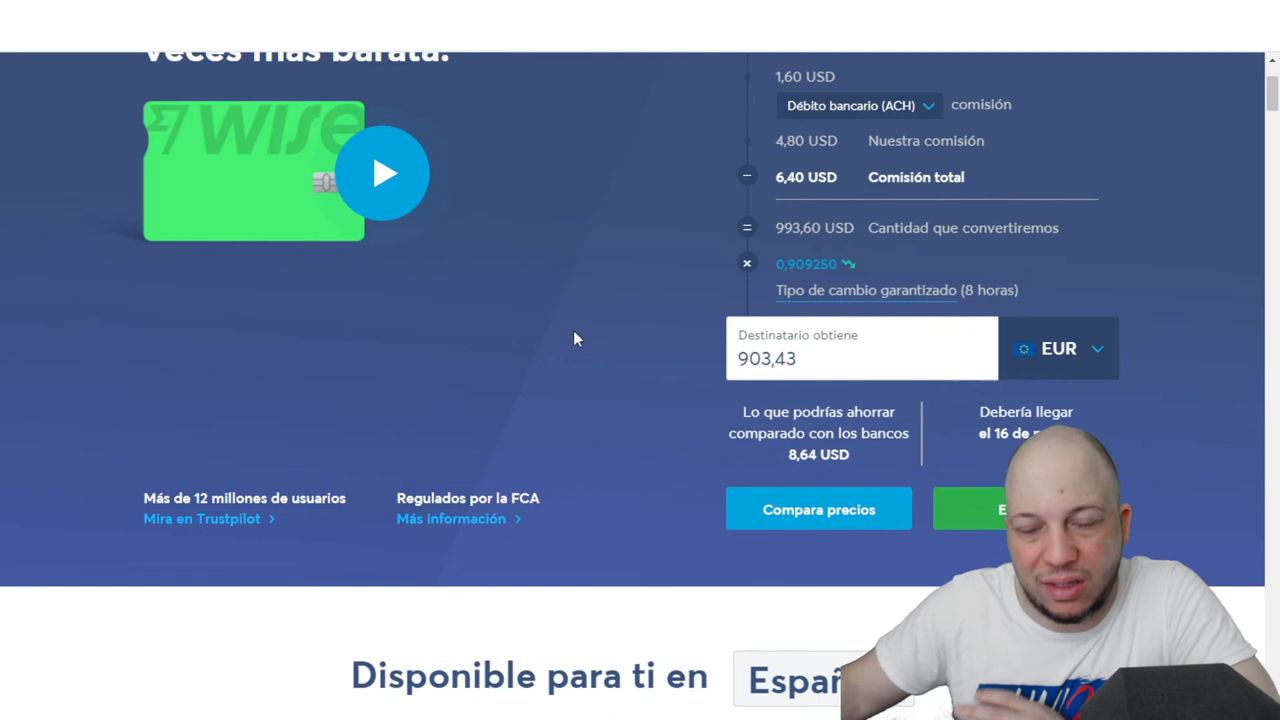 veces más barata.
WISE
1,60 USD
Débito bancario (ACH) comisión
4,80 USD Nuestra comisión
6,40 USD Comisión total
993,60 USD Cantidad que convertiremos
0,909250
Tipo de cambio garantizado (8 horas)
Destinatario obtiene
903,43
EUR
Lo que podrías ahorrar
comparado con los bancos
8,64 USD
Debería llegar
el 16 de
Más de 12 millones de usuarios
Mira en Trustpilot
Regulados por la FCA
Más información
Compara precios
Disponible para ti en